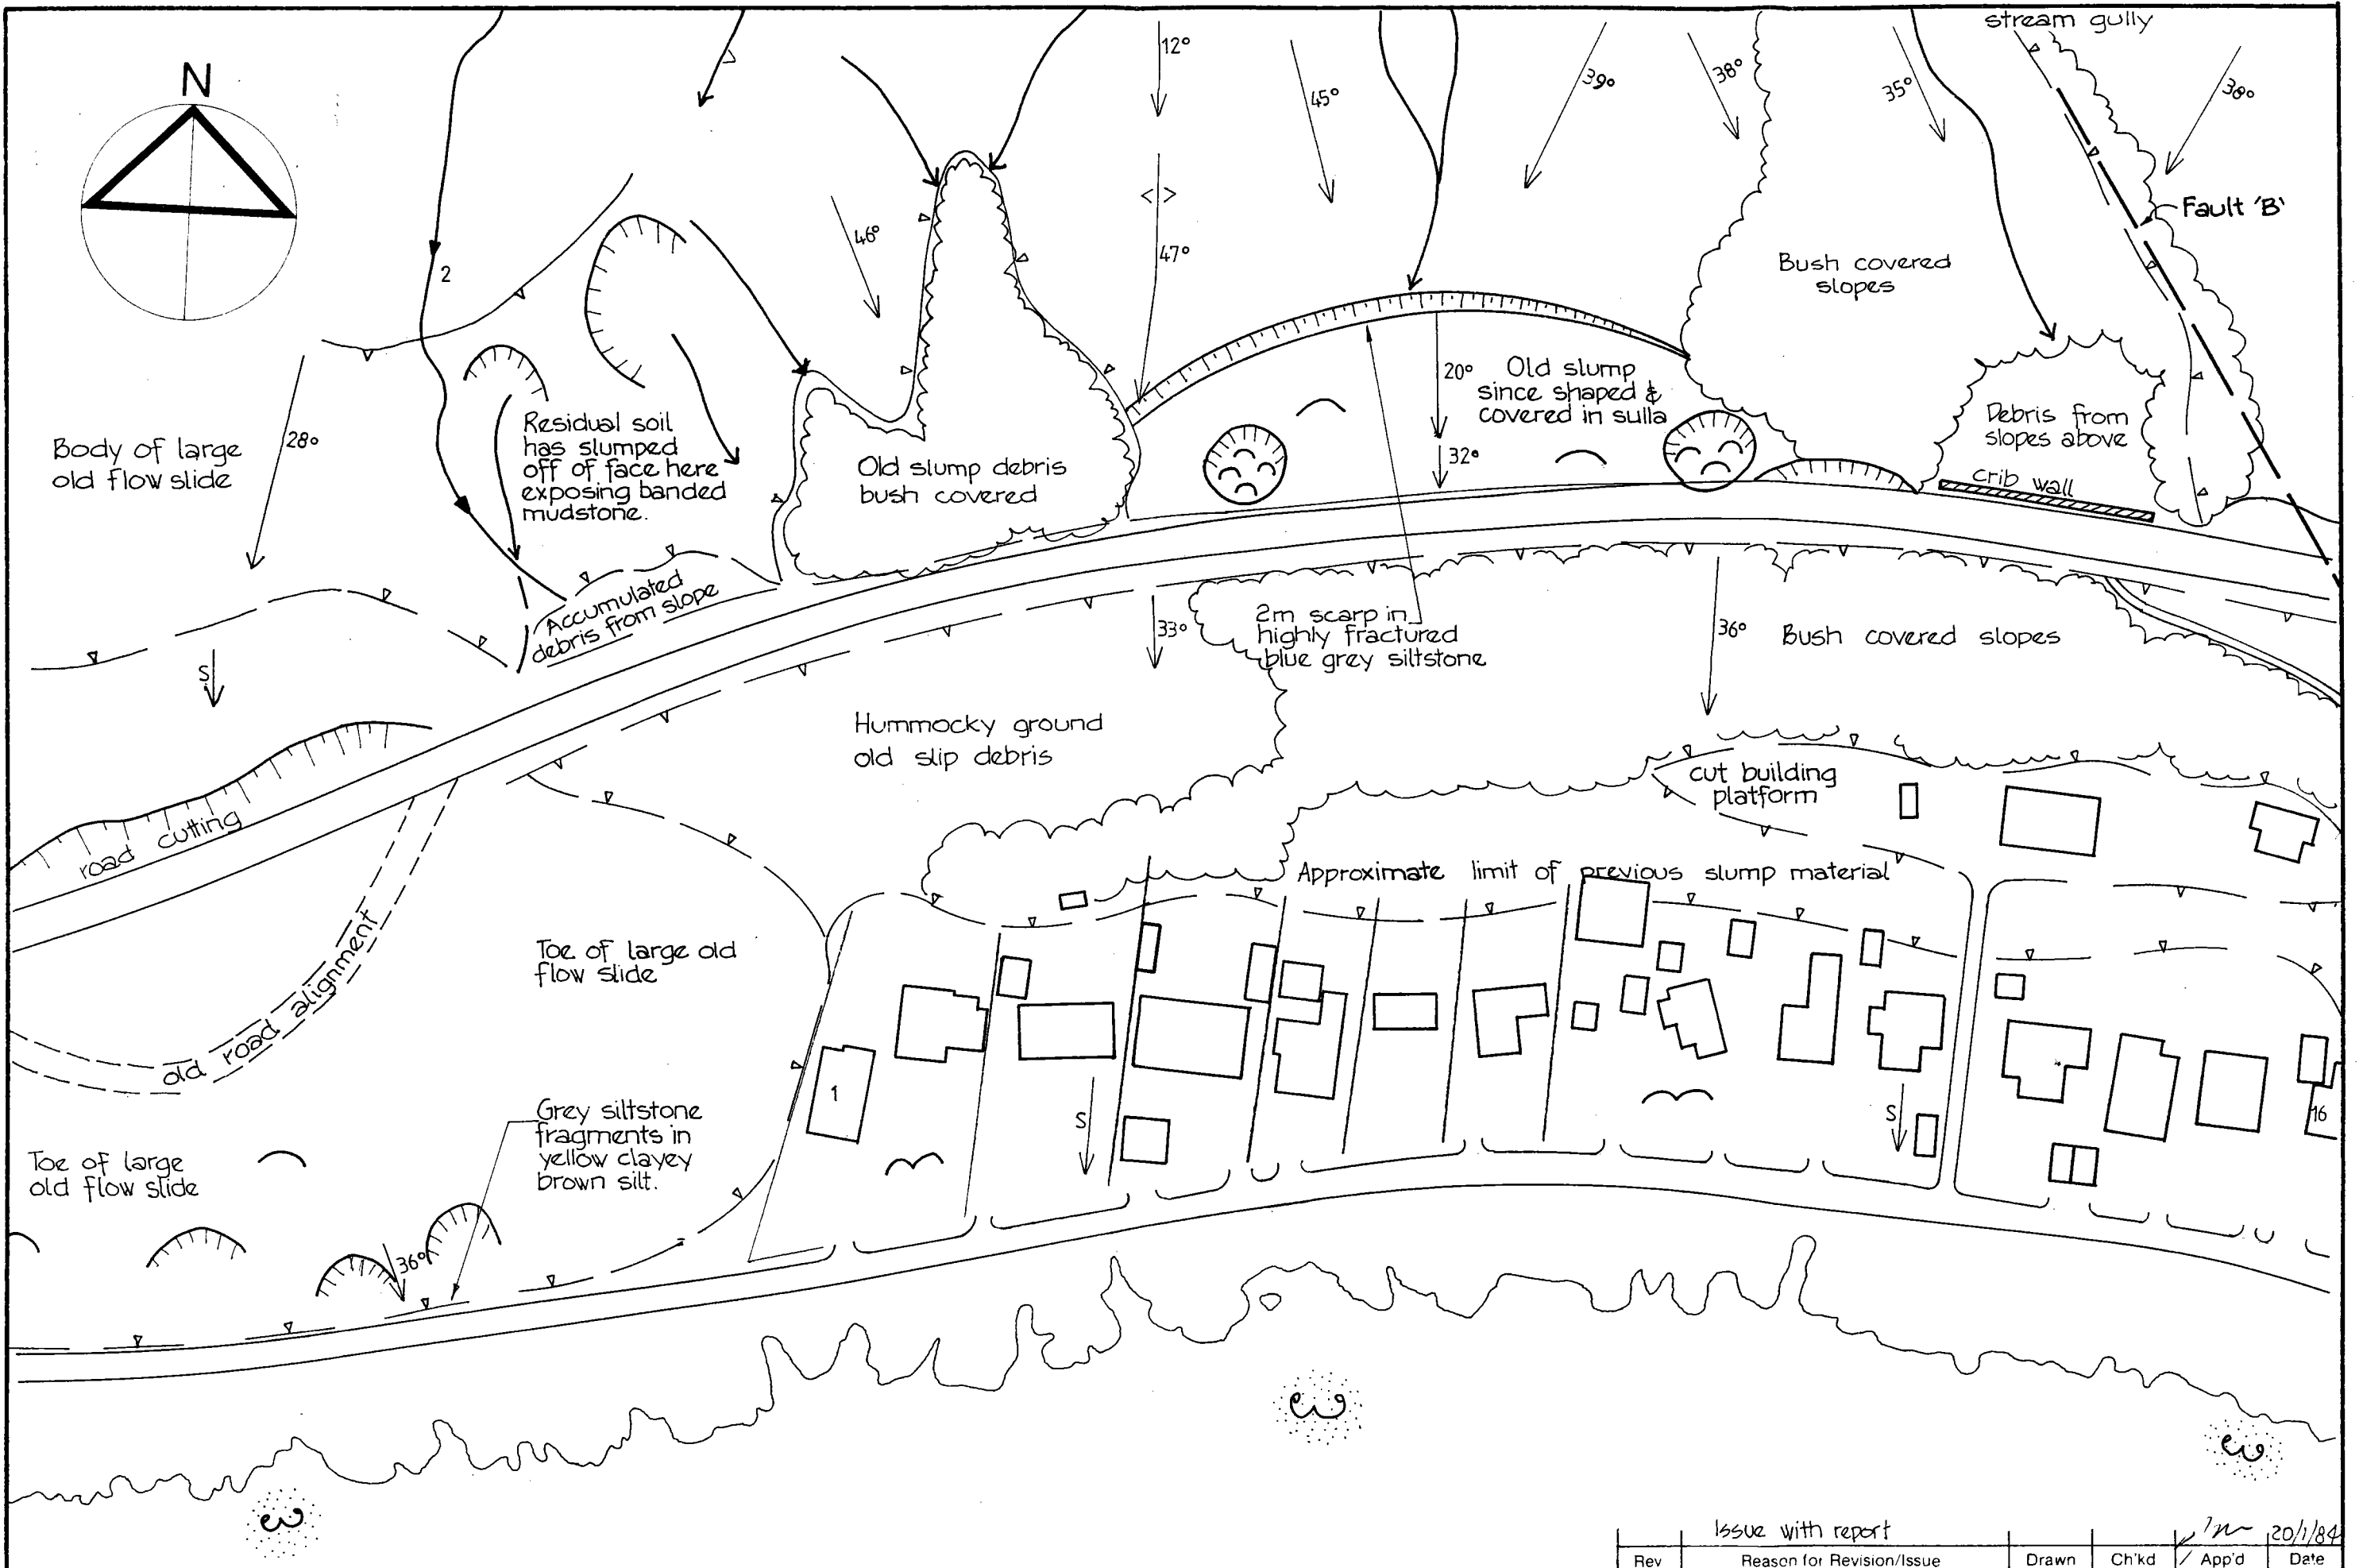 stream gully
N
12°
45°
39°
38°
35°
38°
Fault 'B'
2
46°
47°
Bush covered
slopes
28°
Body of large
old flow slide
Residual soil
has slumped
off of face here
exposing banded
mudstone.
Old slump debris
bush covered
20°
Old slump
since shaped &
covered in sulla
32°
Debris from
slopes above
crib wall
Accumulated
debris from slope
S
33°
2m scarp in
highly fractured
blue grey siltstone
36°
Bush covered slopes
Hummocky ground
old slip debris
cut building
platform
road cutting
Approximate limit of previous slump material
old road alignment
Toe of large old
flow slide
1
Grey siltstone
fragments in
yellow clayey
brown silt.
S
S
16
Toe of large
old flow slide
36°
Issue with report
20/1/84
Rev
Reason for Revision/Issue
Drawn
Ch'kd
App'd
Date